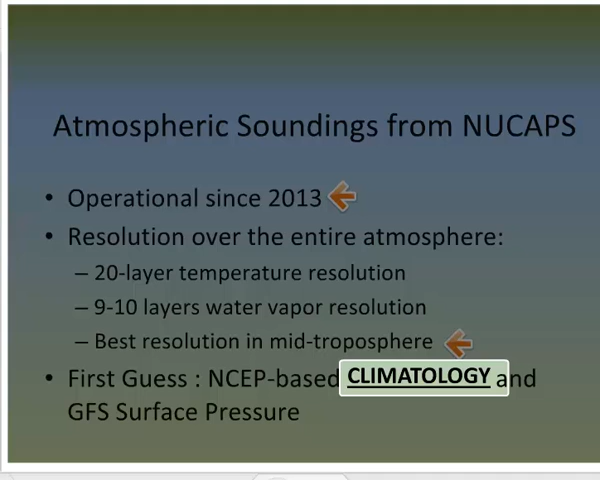 Atmospheric Soundings from NUCAPS
• Operational since 2013
• Resolution over the entire atmosphere:
– 20-layer temperature resolution
– 9-10 layers water vapor resolution
– Best resolution in mid-troposphere
• First Guess : NCEP-based CLIMATOLOGY and
GFS Surface Pressure